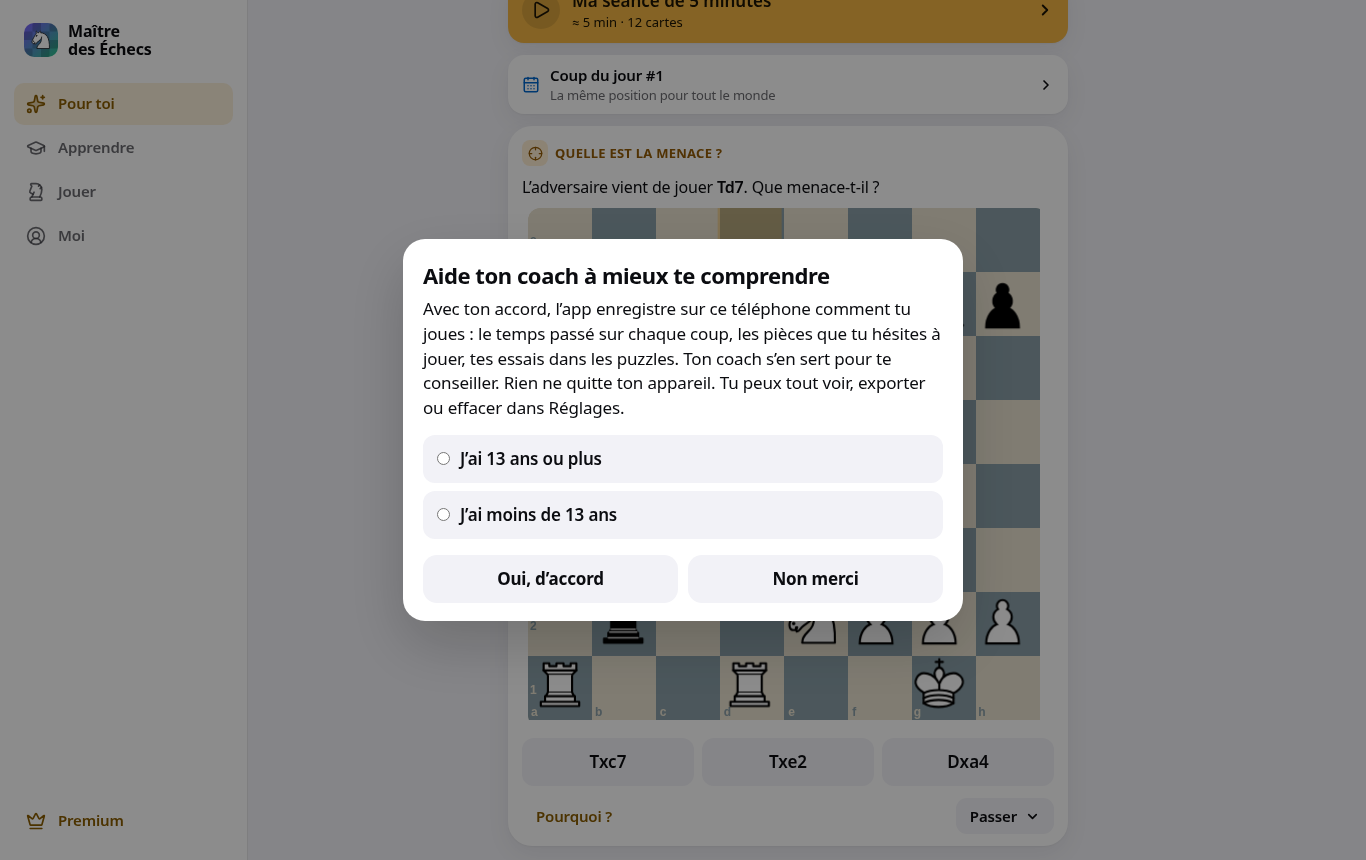 Maître
des Échecs
Pour toi
Apprendre
Jouer
Moi
Premium
Ma séance de 5 minutes
≈ 5 min · 12 cartes
Coup du jour #1
La même position pour tout le monde
QUELLE EST LA MENACE ?
L’adversaire vient de jouer Td7. Que menace-t-il ?
Aide ton coach à mieux te comprendre
Avec ton accord, l’app enregistre sur ce téléphone comment tu
joues : le temps passé sur chaque coup, les pièces que tu hésites à
jouer, tes essais dans les puzzles. Ton coach s’en sert pour te
conseiller. Rien ne quitte ton appareil. Tu peux tout voir, exporter
ou effacer dans Réglages.
J’ai 13 ans ou plus
J’ai moins de 13 ans
Oui, d’accord
Non merci
2
1
a b c d e f g h
Txc7
Txe2
Dxa4
Pourquoi ?
Passer